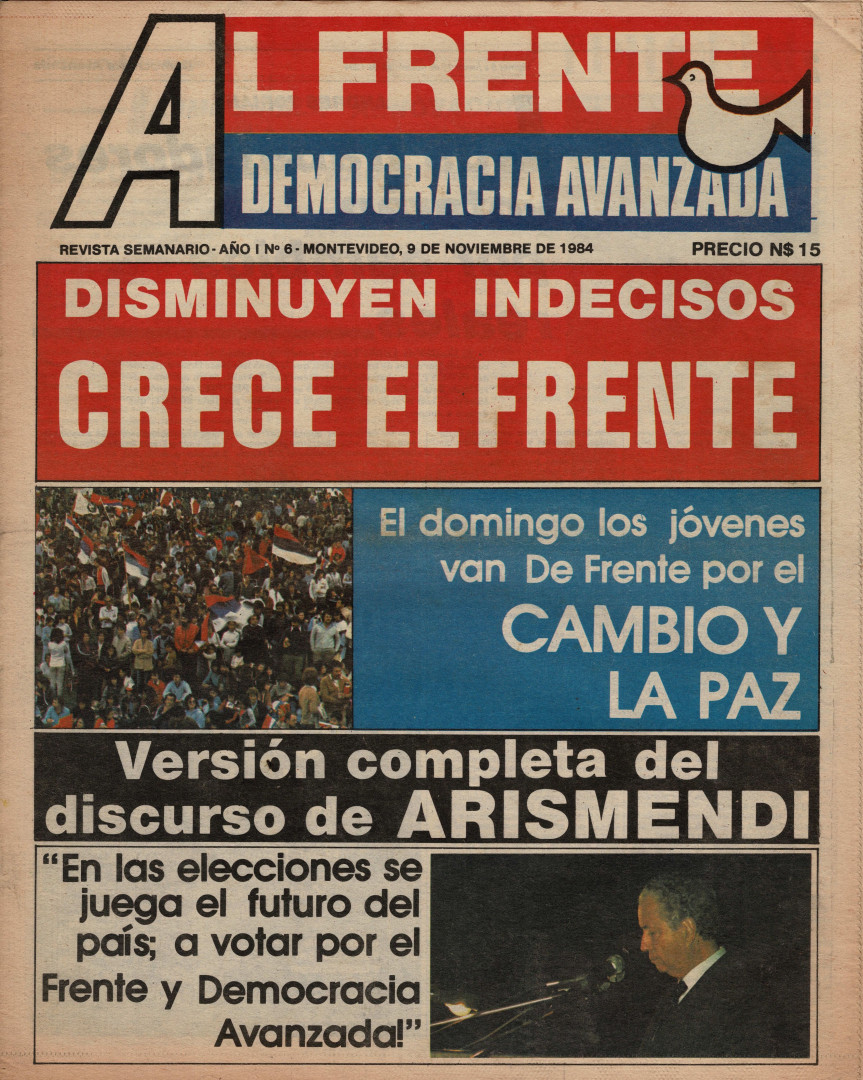 AL FRENTE
DEMOCRACIA AVANZADA
REVISTA SEMANARIO - AÑO I Nº 6 - MONTEVIDEO, 9 DE NOVIEMBRE DE 1984
PRECIO N$ 15
DISMINUYEN INDECISOS
CRECE EL FRENTE
El domingo los jóvenes
van De Frente por el
CAMBIO Y
LA PAZ
Versión completa del
discurso de ARISMENDI
“En las elecciones se
juega el futuro del
país; a votar por el
Frente y Democracia
Avanzada!”